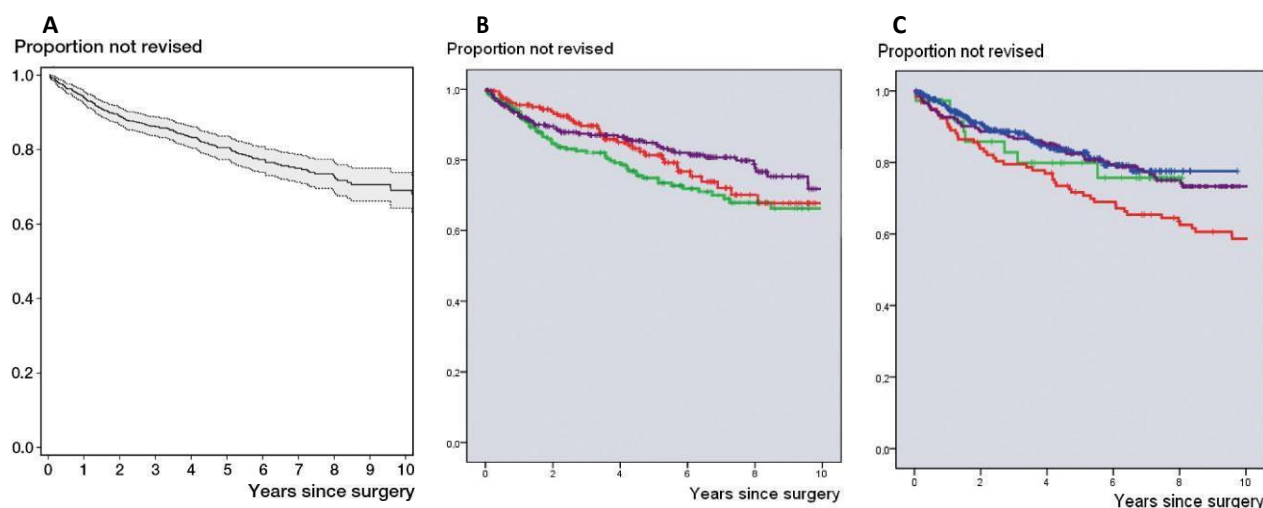 A
Proportion not revised
1.0
0.8
0.6
0.4
0.2
0.0
0 1 2 3 4 5 6 7 8 9 10
Years since surgery
B
Proportion not revised
1,0
0,8
0,6
0,4
0,2
0,0
0 2 4 6 8 10
Years since surgery
C
Proportion not revised
1,0
0,8
0,6
0,4
0,2
0,0
0 2 4 6 8 10
Years since surgery